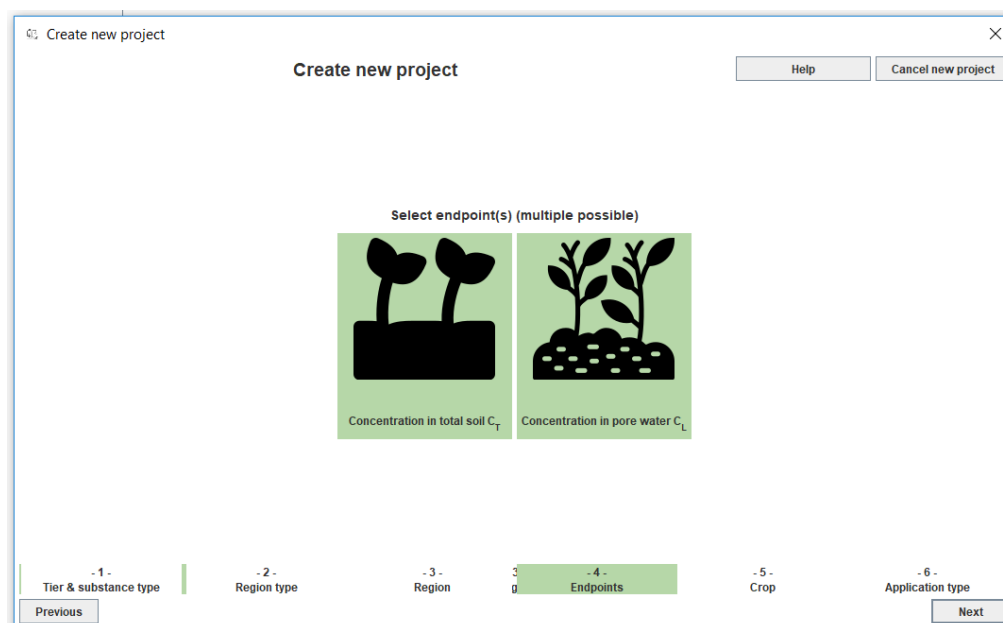 Create new project
Create new project
Help
Cancel new project
Select endpoint(s) (multiple possible)
Concentration in total soil C_T
Concentration in pore water C_L
- 1 -
Tier & substance type
- 2 -
Region type
- 3 -
Region
- 4 -
Endpoints
- 5 -
Crop
- 6 -
Application type
Previous
Next